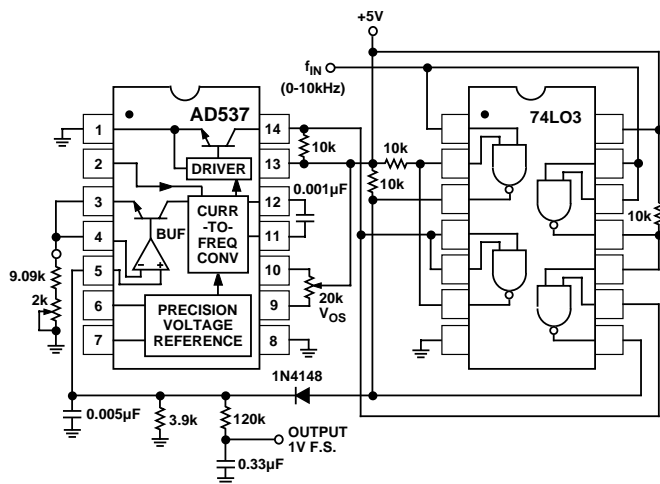 +5V
fIN
(0-10kHz)
AD537
74LO3
1
14
10k
2
13
DRIVER
10k
10k
0.001µF
3
12
CURR
-TO-
FREQ
CONV
BUF
4
11
10k
– +
9.09k
5
10
20k
VOS
2k
6
9
PRECISION
VOLTAGE
REFERENCE
7
8
1N4148
0.005µF
3.9k
120k
OUTPUT
1V F.S.
0.33µF